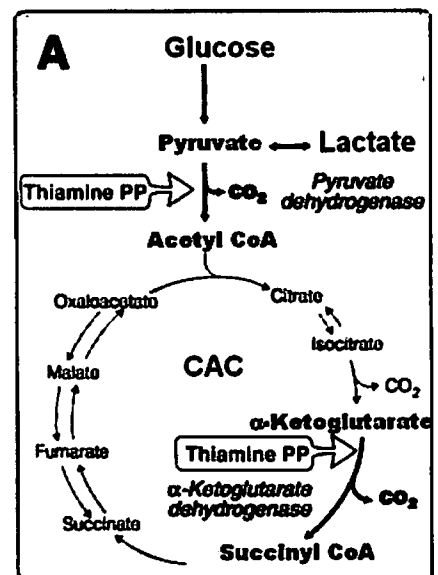 A
Glucose
Pyruvate
Lactate
Thiamine PP
CO₂
Pyruvate
dehydrogenase
Acetyl CoA
Oxaloacetate
Citrate
Isocitrate
Malate
CAC
CO₂
α-Ketoglutarate
Fumarate
Thiamine PP
α-Ketoglutarate
dehydrogenase
CO₂
Succinate
Succinyl CoA